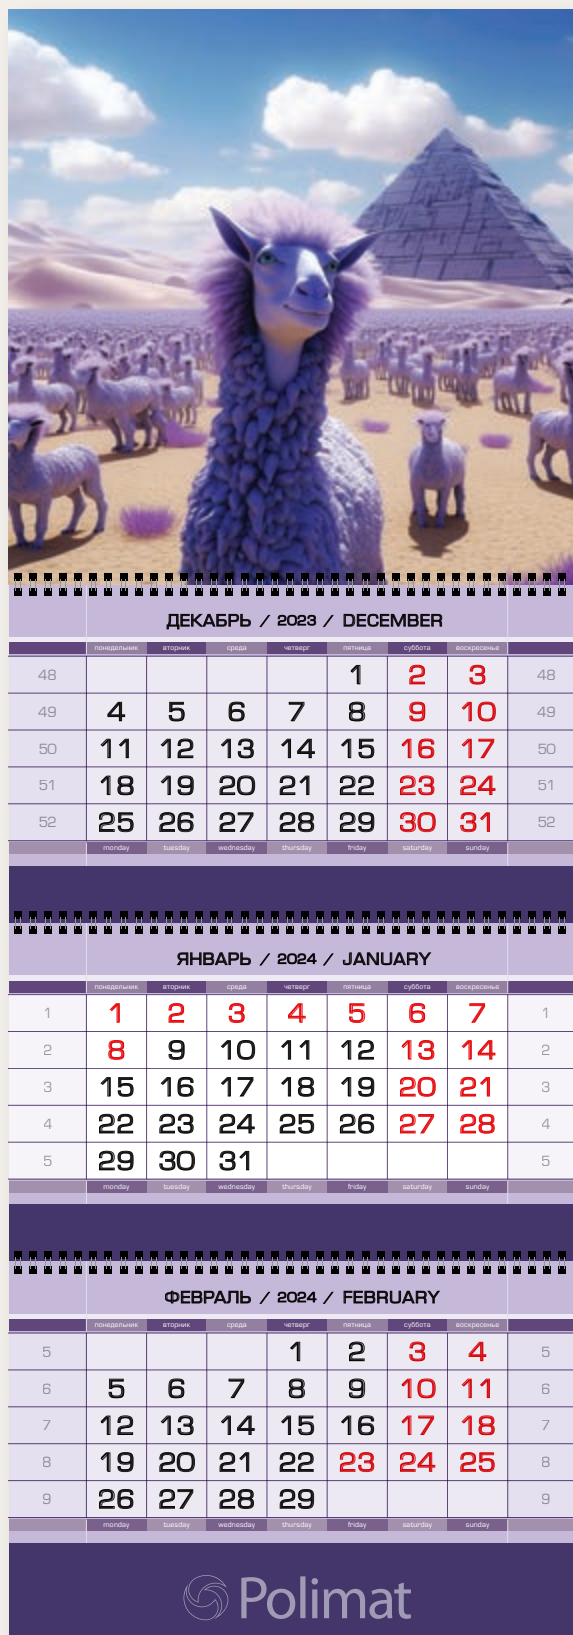 ДЕКАБРЬ / 2023 / DECEMBER
понедельник вторник среда четверг пятница суббота воскресенье
48 1 2 3 48
49 4 5 6 7 8 9 10 49
50 11 12 13 14 15 16 17 50
51 18 19 20 21 22 23 24 51
52 25 26 27 28 29 30 31 52
monday tuesday wednesday thursday friday saturday sunday
ЯНВАРЬ / 2024 / JANUARY
понедельник вторник среда четверг пятница суббота воскресенье
1 1 2 3 4 5 6 7 1
2 8 9 10 11 12 13 14 2
3 15 16 17 18 19 20 21 3
4 22 23 24 25 26 27 28 4
5 29 30 31 5
monday tuesday wednesday thursday friday saturday sunday
ФЕВРАЛЬ / 2024 / FEBRUARY
понедельник вторник среда четверг пятница суббота воскресенье
5 1 2 3 4 5
6 5 6 7 8 9 10 11 6
7 12 13 14 15 16 17 18 7
8 19 20 21 22 23 24 25 8
9 26 27 28 29 9
monday tuesday wednesday thursday friday saturday sunday
Polimat